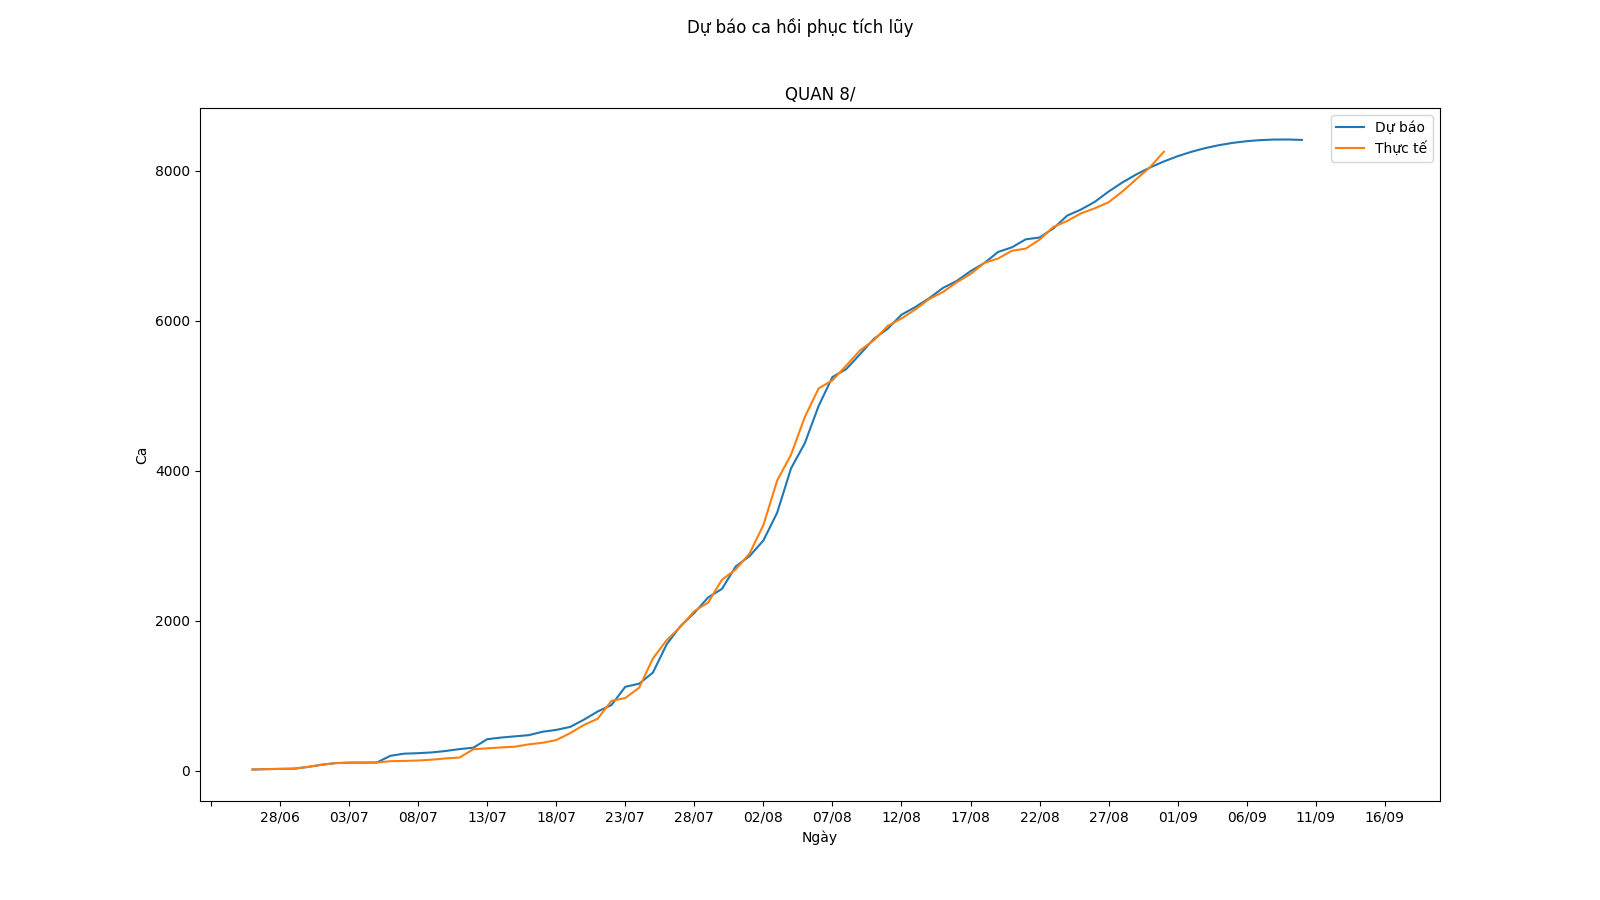 Dự báo ca hồi phục tích lũy
QUAN 8/
Dự báo
Thực tế
8000
6000
4000
2000
0
Ca
28/06 03/07 08/07 13/07 18/07 23/07 28/07 02/08 07/08 12/08 17/08 22/08 27/08 01/09 06/09 11/09 16/09
Ngày